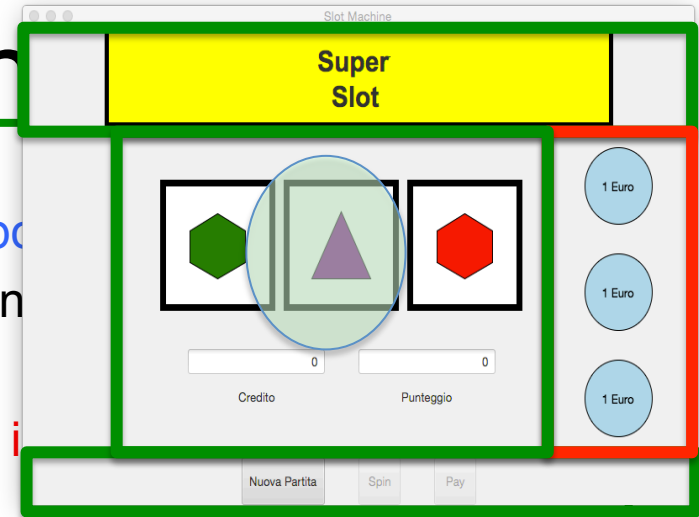 Slot Machine
Super
Slot
1 Euro
1 Euro
1 Euro
0
0
Credito
Punteggio
Nuova Partita
Spin
Pay